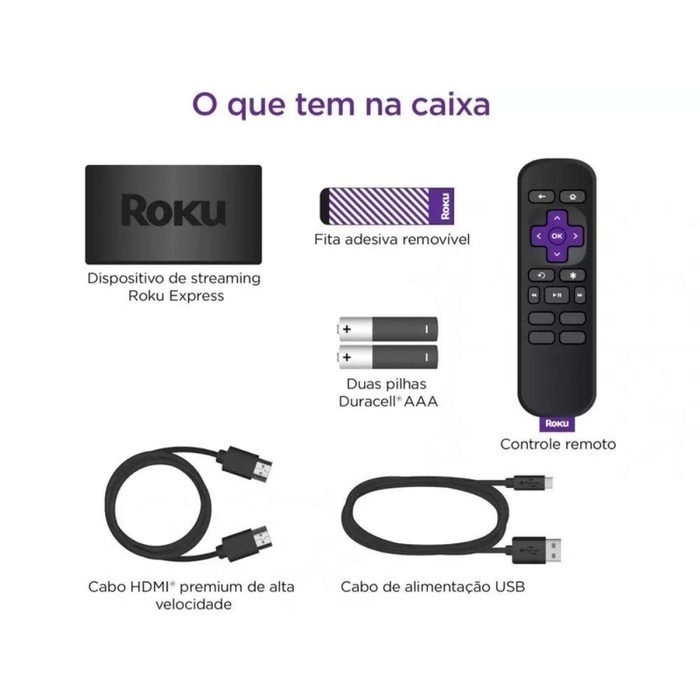 O que tem na caixa
Roku
Dispositivo de streaming
Roku Express
Roku
Fita adesiva removível
+
+
Duas pilhas
Duracell® AAA
OK
Roku
Controle remoto
Cabo HDMI® premium de alta
velocidade
Cabo de alimentação USB